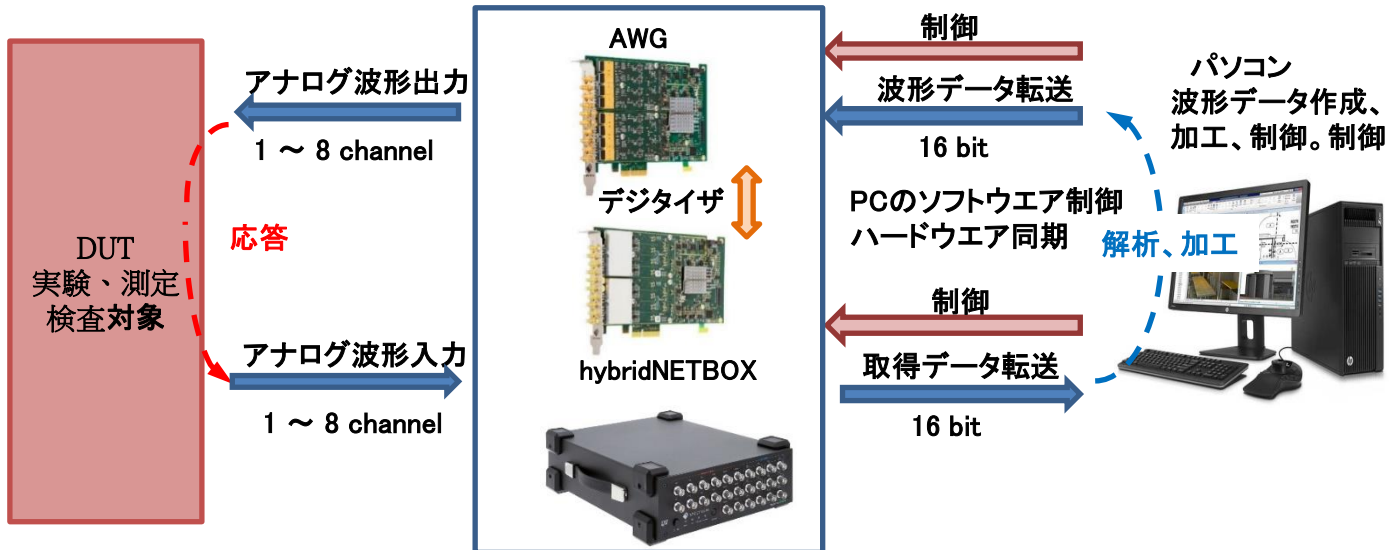 DUT
実験、測定
検査対象
アナログ波形出力
1 ～ 8 channel
応答
アナログ波形入力
1 ～ 8 channel
AWG
デジタイザ
hybridNETBOX
制御
波形データ転送
16 bit
PCのソフトウエア制御
ハードウエア同期
制御
取得データ転送
16 bit
パソコン
波形データ作成、
加工、制御。制御
解析、加工